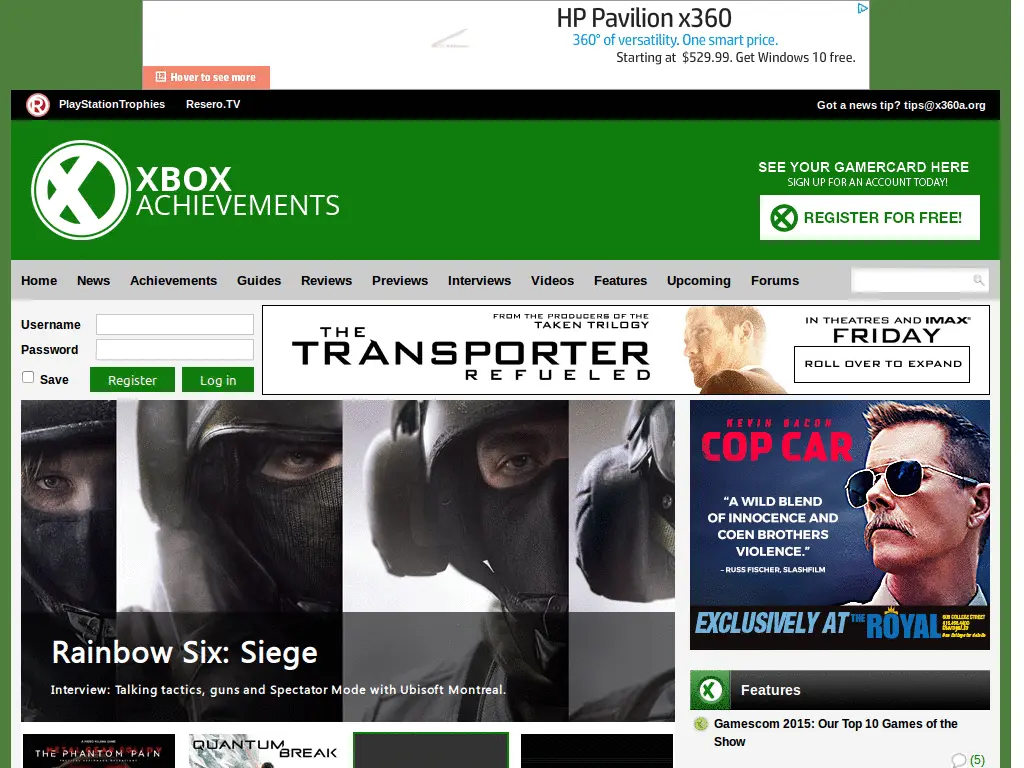 HP Pavilion x360
360° of versatility. One smart price.
Starting at $529.99. Get Windows 10 free.
Hover to see more
PlayStationTrophies
Resero.TV
Got a news tip? tips@x360a.org
XBOX
ACHIEVEMENTS
SEE YOUR GAMERCARD HERE
SIGN UP FOR AN ACCOUNT TODAY!
REGISTER FOR FREE!
Home News Achievements Guides Reviews Previews Interviews Videos Features Upcoming Forums
Username
Password
Save
Register
Log in
FROM THE PRODUCERS OF THE
TAKEN TRILOGY
THE
TRANSPORTER
REFUELED
IN THEATRES AND IMAX
FRIDAY
ROLL OVER TO EXPAND
KEVIN BACON
COP CAR
“A WILD BLEND
OF INNOCENCE AND
COEN BROTHERS
VIOLENCE.”
– RUSS FISCHER, SLASHFILM
EXCLUSIVELY AT THE ROYAL
Rainbow Six: Siege
Interview: Talking tactics, guns and Spectator Mode with Ubisoft Montreal.
Features
Gamescom 2015: Our Top 10 Games of the
Show
(5)
METAL GEAR SOLID V
THE PHANTOM PAIN
QUANTUM
BREAK